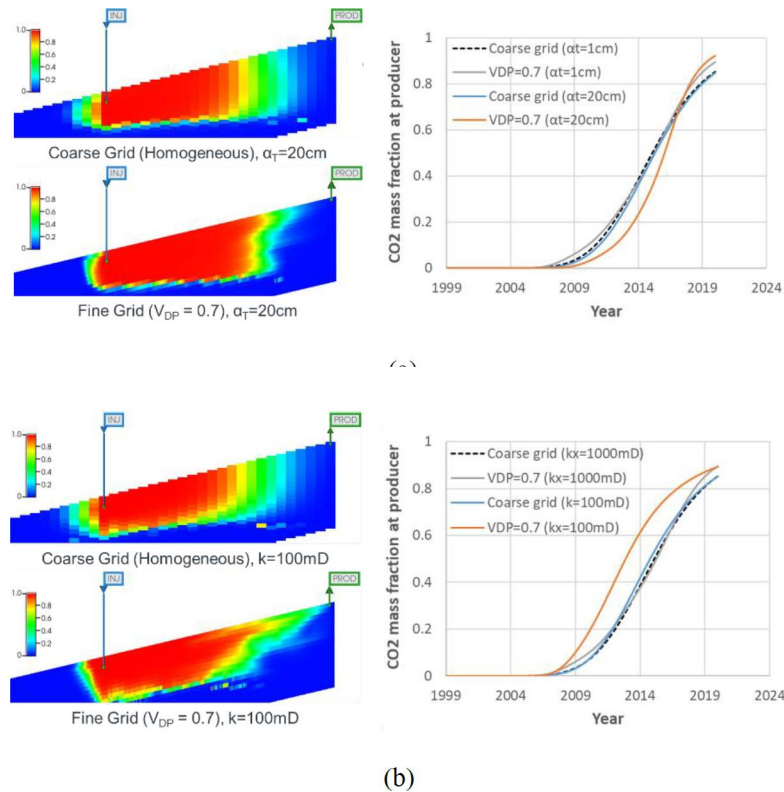 INJ
PROD
1.0
0.8
0.6
0.4
0.2
Coarse Grid (Homogeneous), αT=20cm
INJ
PROD
1.0
0.8
0.6
0.4
0.2
Fine Grid (VDP = 0.7), αT=20cm
CO2 mass fraction at producer
1
0.8
0.6
0.4
0.2
0
Coarse grid (αt=1cm)
VDP=0.7 (αt=1cm)
Coarse grid (αt=20cm)
VDP=0.7 (αt=20cm)
1999 2004 2009 2014 2019 2024
Year
INJ
PROD
1.0
0.8
0.6
0.4
0.2
Coarse Grid (Homogeneous), k=100mD
INJ
PROD
1.0
0.8
0.6
0.4
0.2
Fine Grid (VDP = 0.7), k=100mD
CO2 mass fraction at producer
1
0.8
0.6
0.4
0.2
0
Coarse grid (kx=1000mD)
VDP=0.7 (kx=1000mD)
Coarse grid (k=100mD)
VDP=0.7 (kx=100mD)
1999 2004 2009 2014 2019 2024
Year
(b)